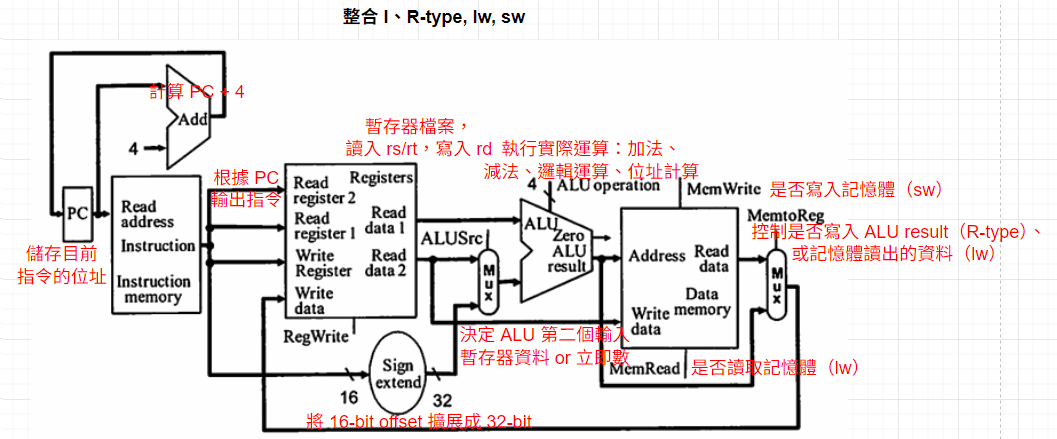 整合 I、R-type, lw, sw
計算 PC + 4
Add
4
PC
儲存目前
指令的位址
Read
address
Instruction
Instruction
memory
根據 PC
輸出指令
暫存器檔案，
讀入 rs/rt，寫入 rd
Registers
Read
register 2
Read
register 1
Write
Register
Write
data
Read
data 1
Read
data 2
RegWrite
16
Sign
extend
32
將 16-bit offset 擴展成 32-bit
ALUSrc
Mux
決定 ALU 第二個輸入
暫存器資料 or 立即數
執行實際運算：加法、
減法、邏輯運算、位址計算
4
ALU operation
ALU
Zero
ALU
result
MemWrite
是否寫入記憶體（sw）
Address
Read
data
Write
data
Data
memory
MemRead
是否讀取記憶體（lw）
MemtoReg
控制是否寫入 ALU result（R-type）、
或記憶體讀出的資料（lw）
Mux